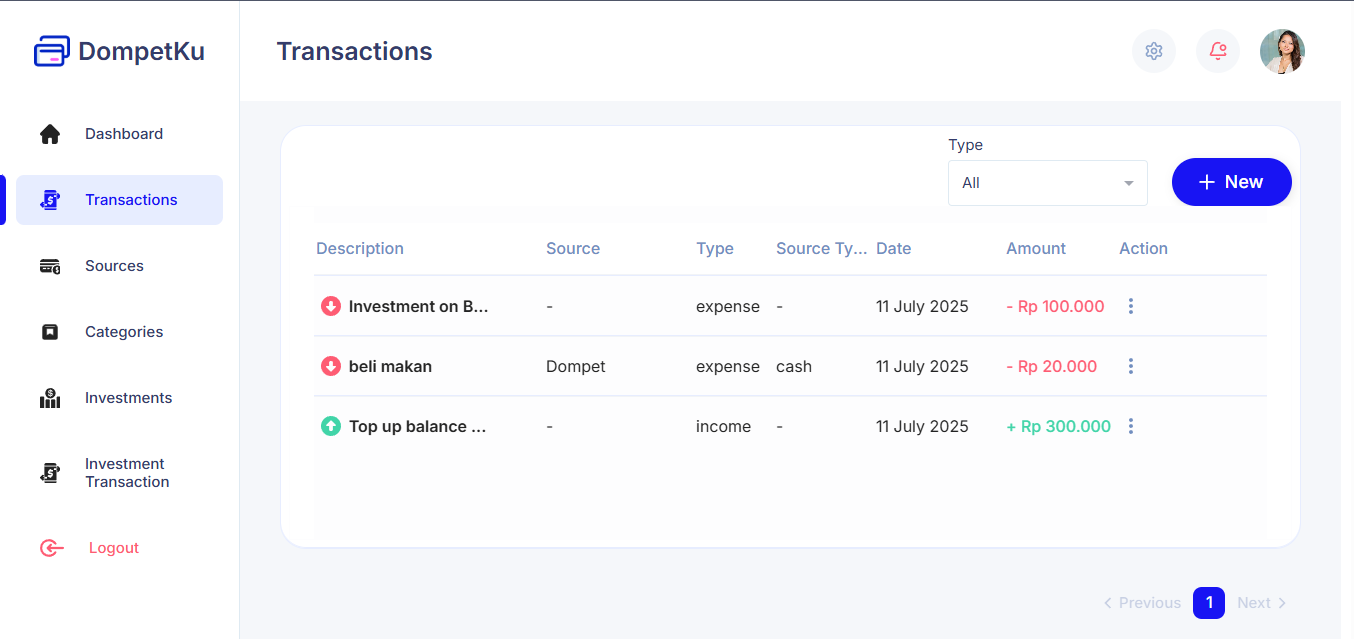 DompetKu
Transactions
Dashboard
Transactions
Sources
Categories
Investments
Investment
Transaction
Logout
Type
All
+ New
Description Source Type Source Ty... Date Amount Action
Investment on B... - expense - 11 July 2025 - Rp 100.000
beli makan Dompet expense cash 11 July 2025 - Rp 20.000
Top up balance ... - income - 11 July 2025 + Rp 300.000
< Previous 1 Next >